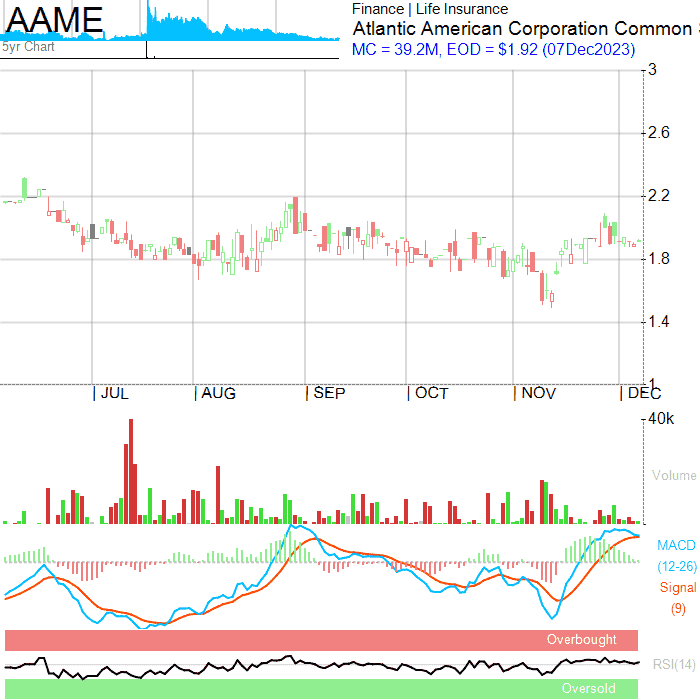 AAME
5yr Chart
Finance | Life Insurance
Atlantic American Corporation Common
MC = 39.2M, EOD = $1.92 (07Dec2023)
3
2.6
2.2
1.8
1.4
1
| JUL | AUG | SEP | OCT | NOV | DEC
40k
Volume
MACD
(12-26)
Signal
(9)
Overbought
RSI(14)
Oversold